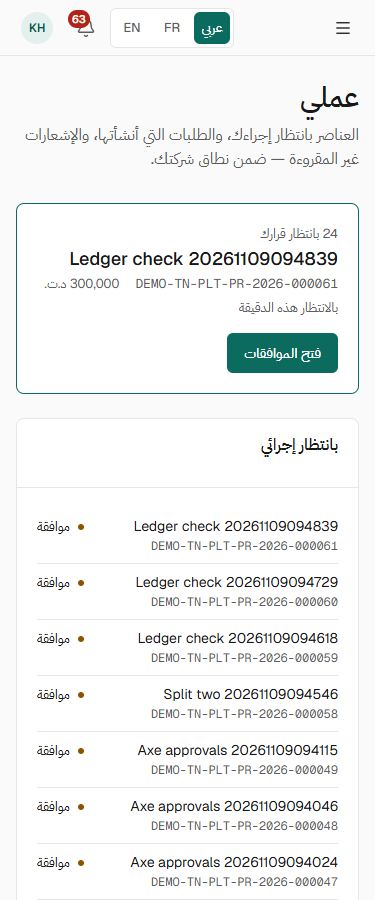 عربي FR EN 63 KH
عملي
العناصر بانتظار إجراءك، والطلبات التي أنشأتها، والإشعارات
غير المقروءة — ضمن نطاق شركتك.
24 بانتظار قرارك
Ledger check 20261109094839
DEMO-TN-PLT-PR-2026-000061 300,000 د.ت.
بالانتظار هذه الدقيقة
فتح الموافقات
بانتظار إجرائي
Ledger check 20261109094839 موافقة
DEMO-TN-PLT-PR-2026-000061
Ledger check 20261109094729 موافقة
DEMO-TN-PLT-PR-2026-000060
Ledger check 20261109094618 موافقة
DEMO-TN-PLT-PR-2026-000059
Split two 20261109094546 موافقة
DEMO-TN-PLT-PR-2026-000058
Axe approvals 20261109094115 موافقة
DEMO-TN-PLT-PR-2026-000049
Axe approvals 20261109094046 موافقة
DEMO-TN-PLT-PR-2026-000048
Axe approvals 20261109094024 موافقة
DEMO-TN-PLT-PR-2026-000047